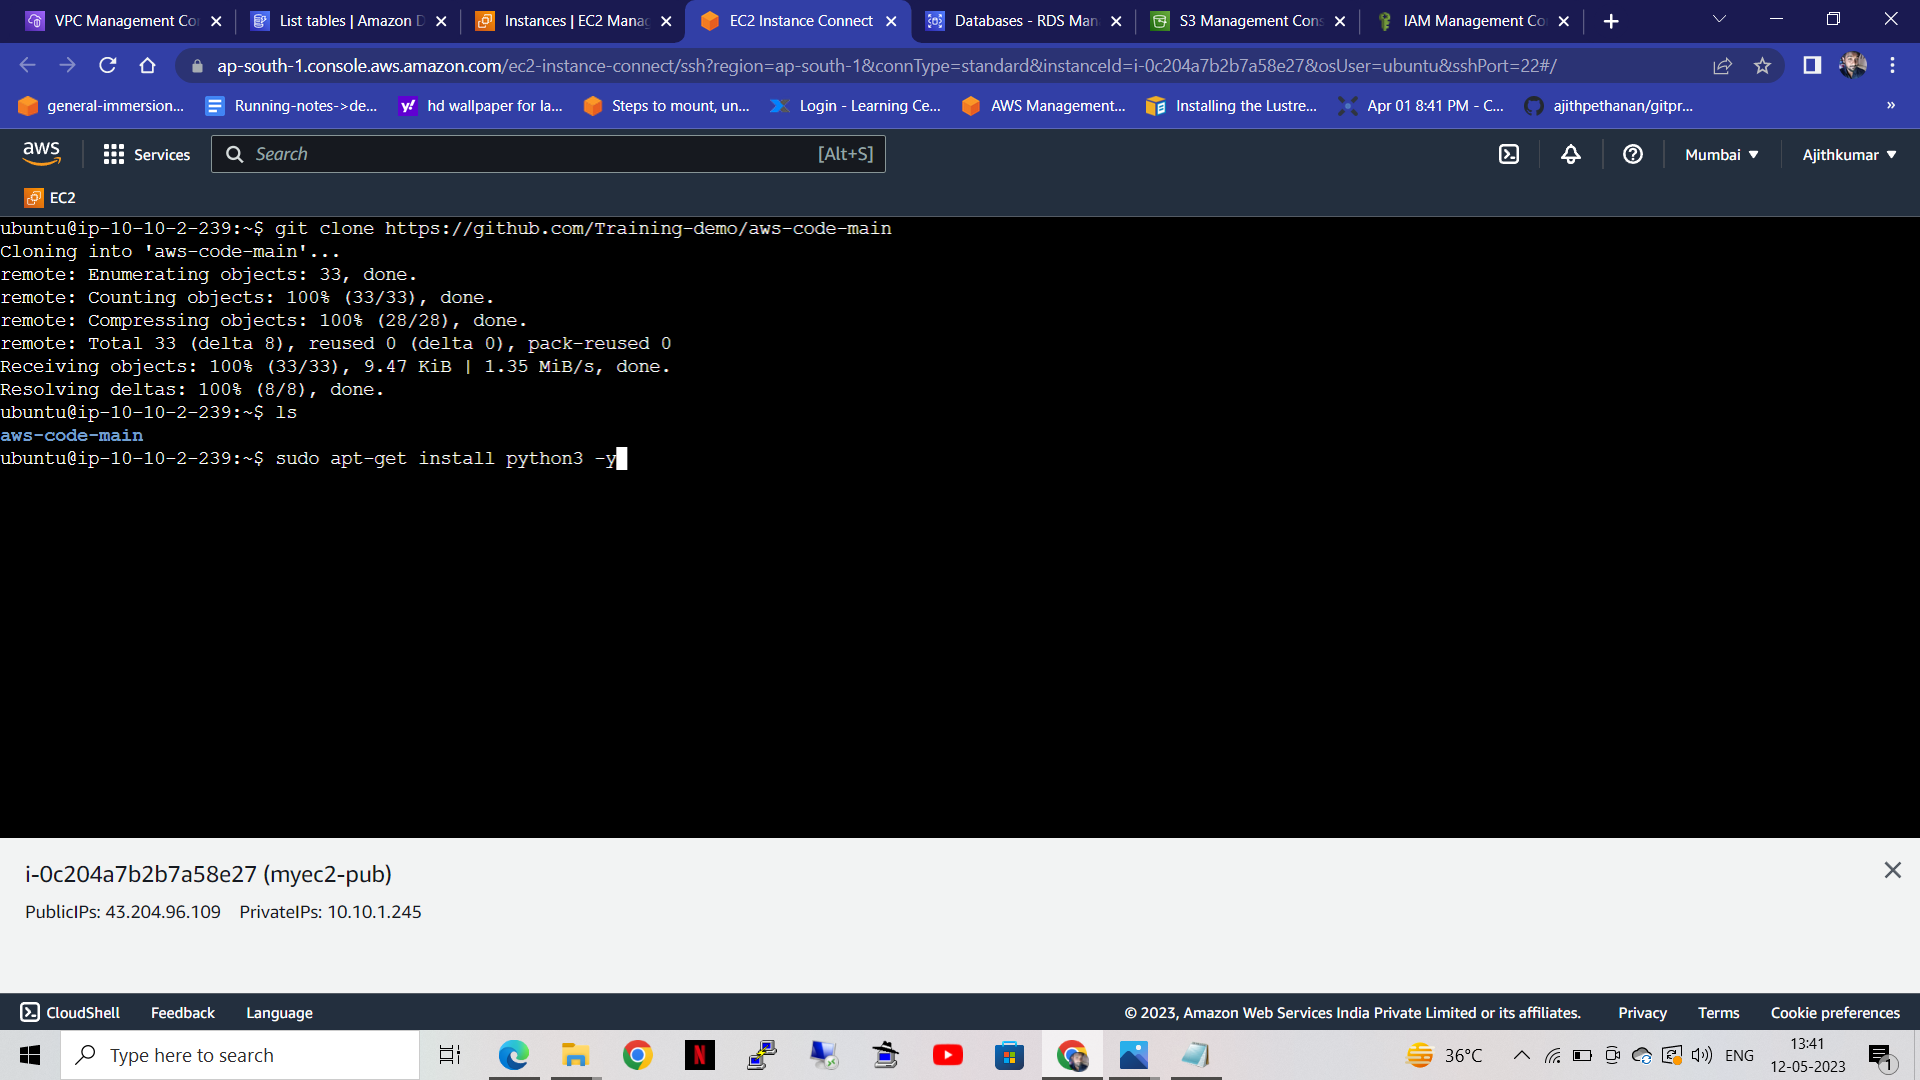 VPC Management Co
List tables | Amazon D
Instances | EC2 Manag
EC2 Instance Connect
Databases - RDS Man
S3 Management Cons
IAM Management Co
ap-south-1.console.aws.amazon.com/ec2-instance-connect/ssh?region=ap-south-1&connType=standard&instanceId=i-0c204a7b2b7a58e27&osUser=ubuntu&sshPort=22#/
general-immersion...
Running-notes->de...
hd wallpaper for la...
Steps to mount, un...
Login - Learning Ce...
AWS Management...
Installing the Lustre...
Apr 01 8:41 PM - C...
ajithpethanan/gitpr...
»
aws
Services
Search
[Alt+S]
Mumbai
Ajithkumar
EC2
ubuntu@ip-10-10-2-239:~$ git clone https://github.com/Training-demo/aws-code-main
Cloning into 'aws-code-main'...
remote: Enumerating objects: 33, done.
remote: Counting objects: 100% (33/33), done.
remote: Compressing objects: 100% (28/28), done.
remote: Total 33 (delta 8), reused 0 (delta 0), pack-reused 0
Receiving objects: 100% (33/33), 9.47 KiB | 1.35 MiB/s, done.
Resolving deltas: 100% (8/8), done.
ubuntu@ip-10-10-2-239:~$ ls
aws-code-main
ubuntu@ip-10-10-2-239:~$ sudo apt-get install python3 -y
i-0c204a7b2b7a58e27 (myec2-pub)
PublicIPs: 43.204.96.109 PrivateIPs: 10.10.1.245
CloudShell
Feedback
Language
© 2023, Amazon Web Services India Private Limited or its affiliates.
Privacy
Terms
Cookie preferences
Type here to search
36°C
ENG
13:41
12-05-2023
1